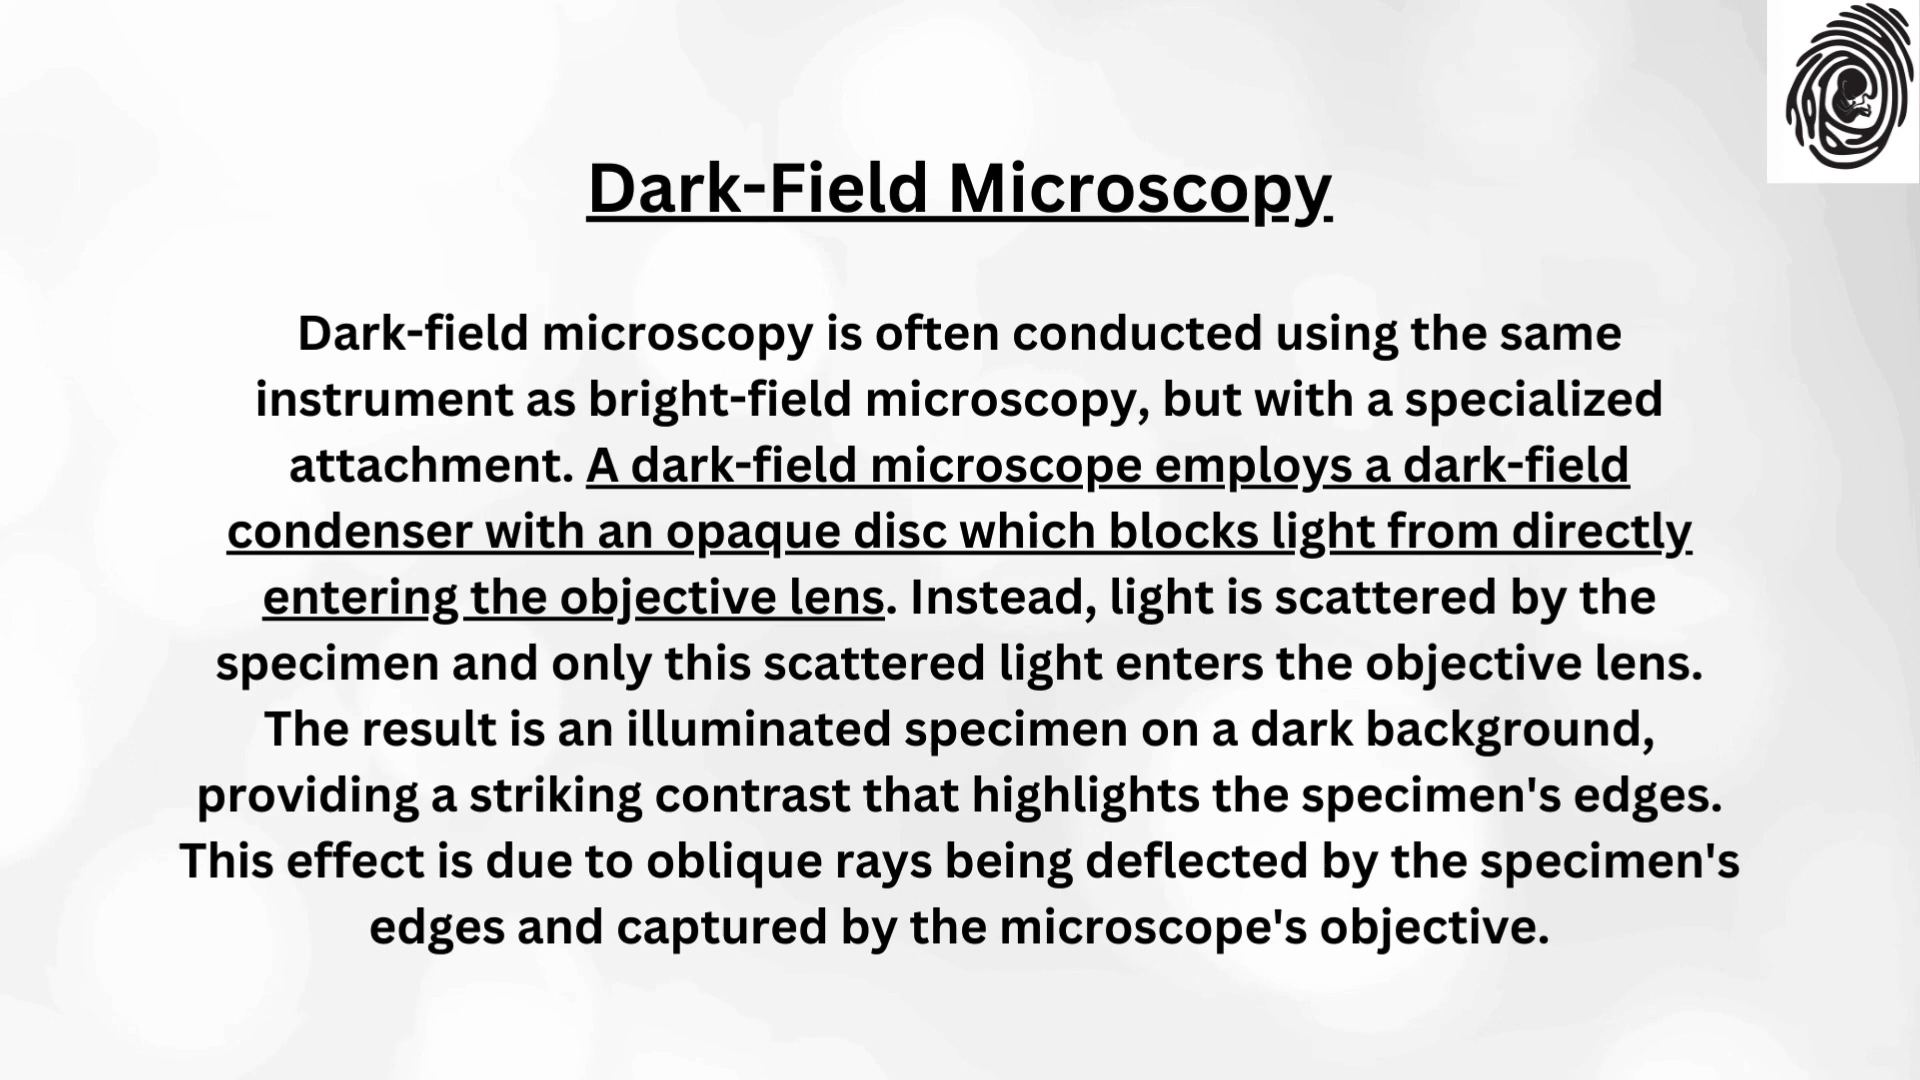 Dark-Field Microscopy
Dark-field microscopy is often conducted using the same
instrument as bright-field microscopy, but with a specialized
attachment. A dark-field microscope employs a dark-field
condenser with an opaque disc which blocks light from directly
entering the objective lens. Instead, light is scattered by the
specimen and only this scattered light enters the objective lens.
The result is an illuminated specimen on a dark background,
providing a striking contrast that highlights the specimen's edges.
This effect is due to oblique rays being deflected by the specimen's
edges and captured by the microscope's objective.